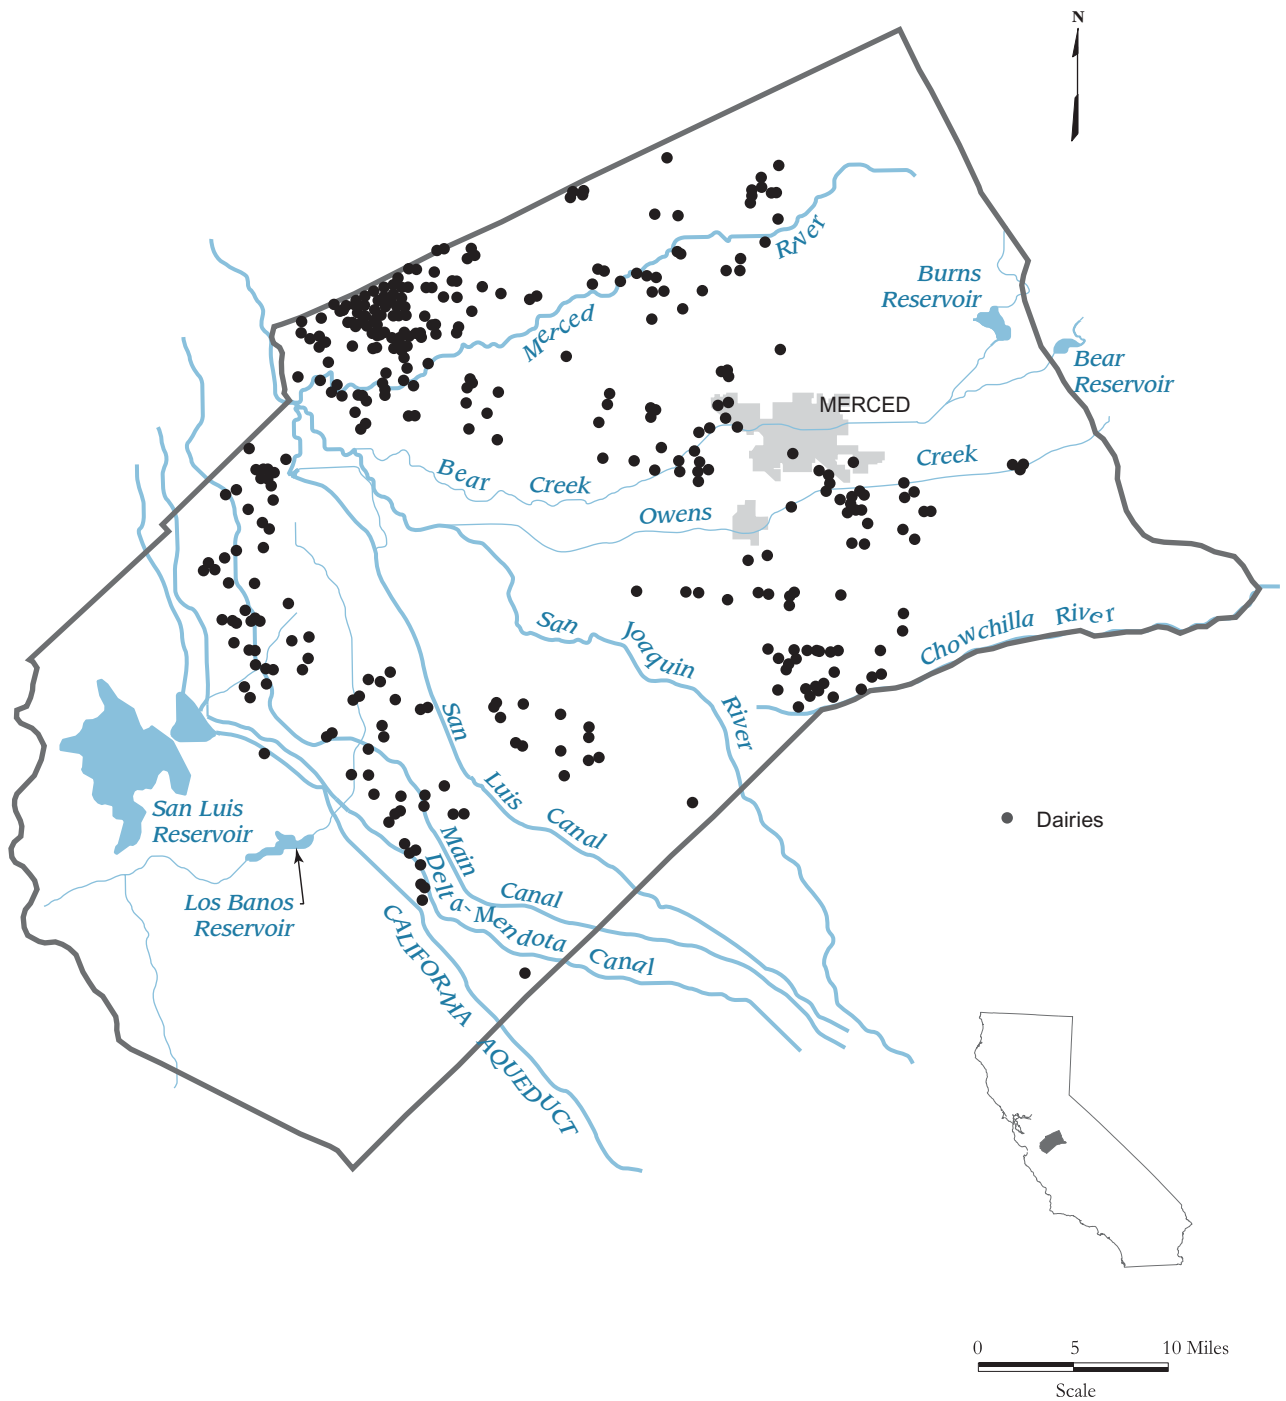 N
River
Merced
Burns
Reservoir
Bear
Reservoir
MERCED
Bear Creek
Owens Creek
San Joaquin River
Chowchilla River
San Luis Canal
San Luis
Reservoir
Los Banos
Reservoir
Main Canal
Delta-Mendota Canal
CALIFORNIA AQUEDUCT
Dairies
0 5 10 Miles
Scale